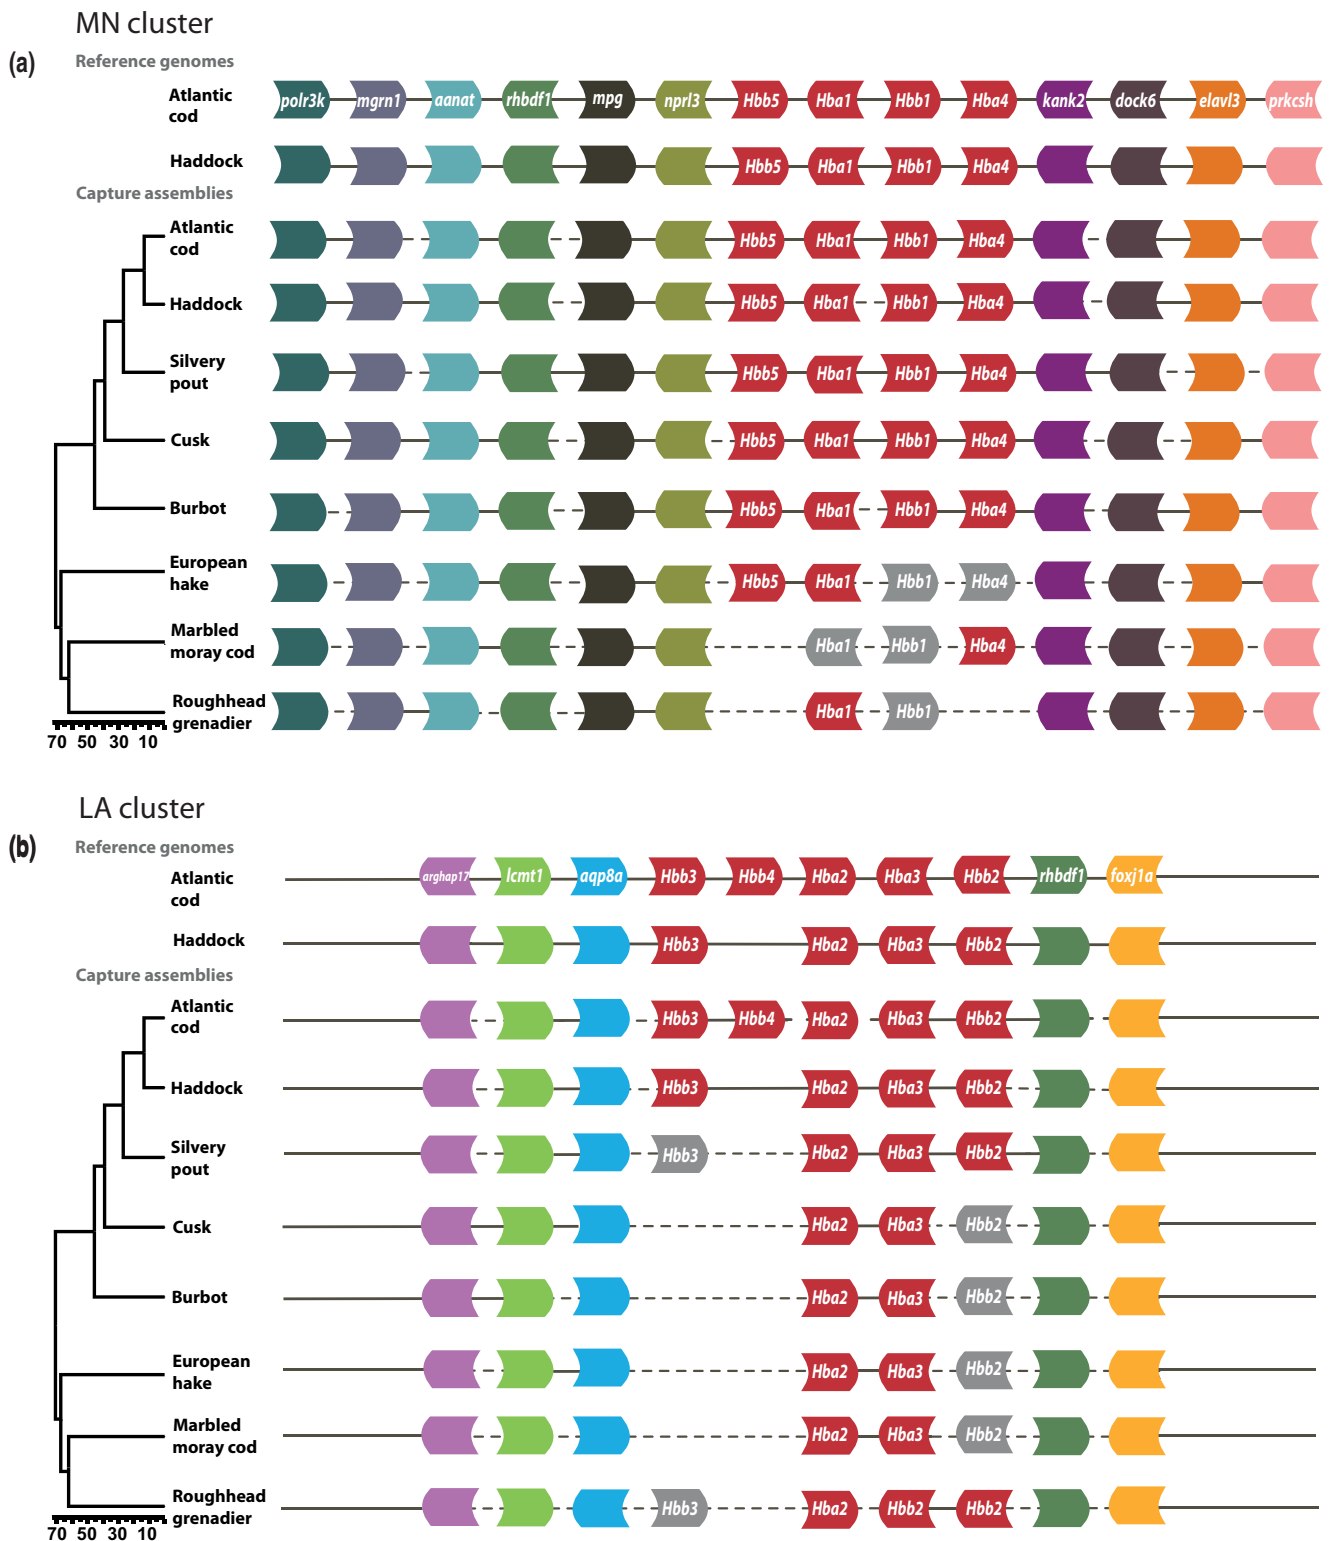 MN cluster
(a)
Reference genomes
Atlantic
cod
polr3k mgrn1 aanat rhbdf1 mpg nprl3 Hbb5 Hba1 Hbb1 Hba4 kank2 dock6 elavl3 prkcsh
Haddock
Hbb5 Hba1 Hbb1 Hba4
Capture assemblies
Atlantic
cod
Hbb5 Hba1 Hbb1 Hba4
Haddock
Hbb5 Hba1 Hbb1 Hba4
Silvery
pout
Hbb5 Hba1 Hbb1 Hba4
Cusk
Hbb5 Hba1 Hbb1 Hba4
Burbot
Hbb5 Hba1 Hbb1 Hba4
European
hake
Hbb5 Hba1 Hbb1 Hba4
Marbled
moray cod
Hba1 Hbb1 Hba4
Roughhead
grenadier
Hba1 Hbb1
70 50 30 10
LA cluster
(b)
Reference genomes
Atlantic
cod
arghap17 lcmt1 aqp8a Hbb3 Hbb4 Hba2 Hba3 Hbb2 rhbdf1 foxj1a
Haddock
Hbb3 Hba2 Hba3 Hbb2
Capture assemblies
Atlantic
cod
Hbb3 Hbb4 Hba2 Hba3 Hbb2
Haddock
Hbb3 Hba2 Hba3 Hbb2
Silvery
pout
Hbb3 Hba2 Hba3 Hbb2
Cusk
Hba2 Hba3 Hbb2
Burbot
Hba2 Hba3 Hbb2
European
hake
Hba2 Hba3 Hbb2
Marbled
moray cod
Hba2 Hba3 Hbb2
Roughhead
grenadier
Hbb3 Hba2 Hbb2 Hbb2
70 50 30 10